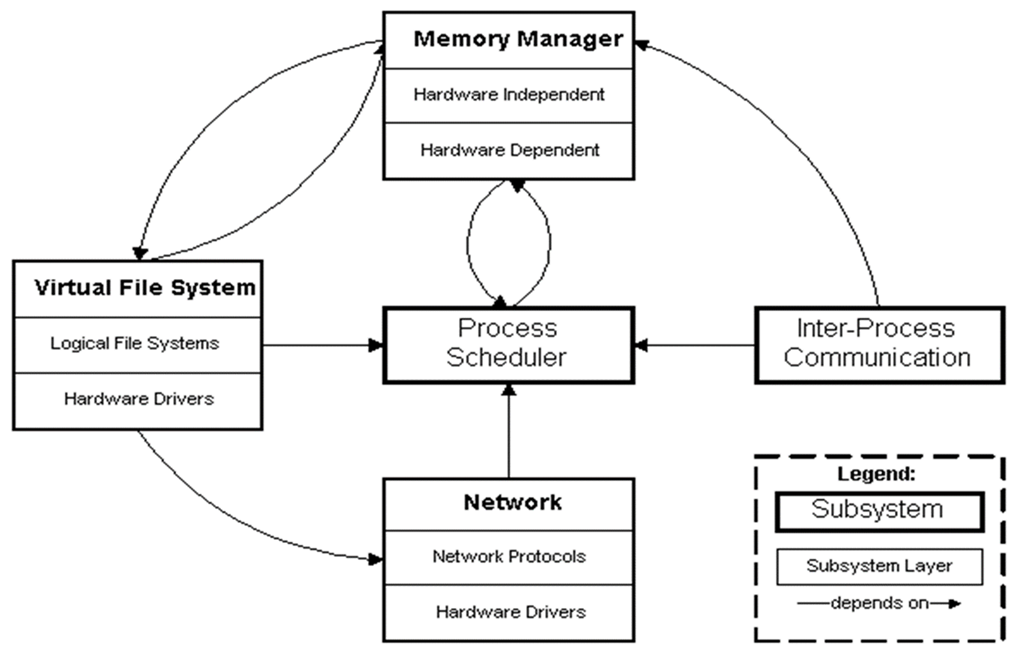 Memory Manager
Hardware Independent
Hardware Dependent
Virtual File System
Logical File Systems
Hardware Drivers
Process
Scheduler
Inter-Process
Communication
Network
Network Protocols
Hardware Drivers
Legend:
Subsystem
Subsystem Layer
depends on